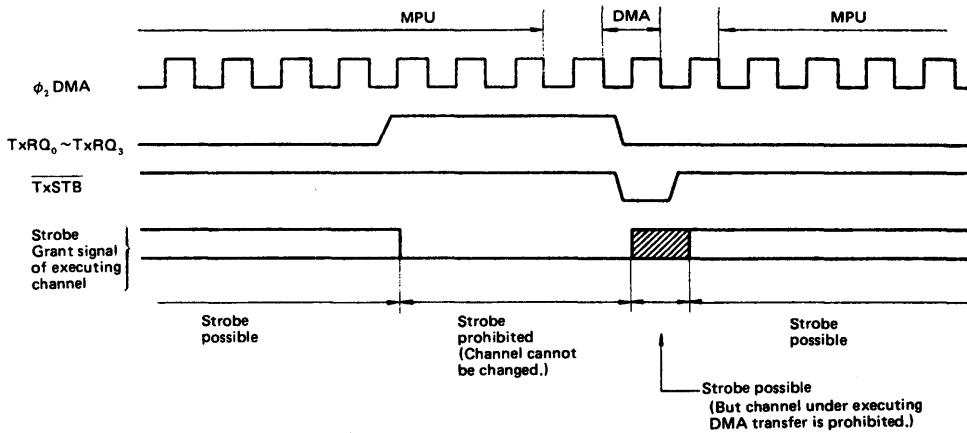 MPU DMA MPU
ϕ₂ DMA
TxRQ₀ ~ TxRQ₃
TxSTB
Strobe
Grant signal
of executing
channel
Strobe
possible
Strobe
prohibited
(Channel cannot
be changed.)
Strobe
possible
Strobe possible
(But channel under executing
DMA transfer is prohibited.)